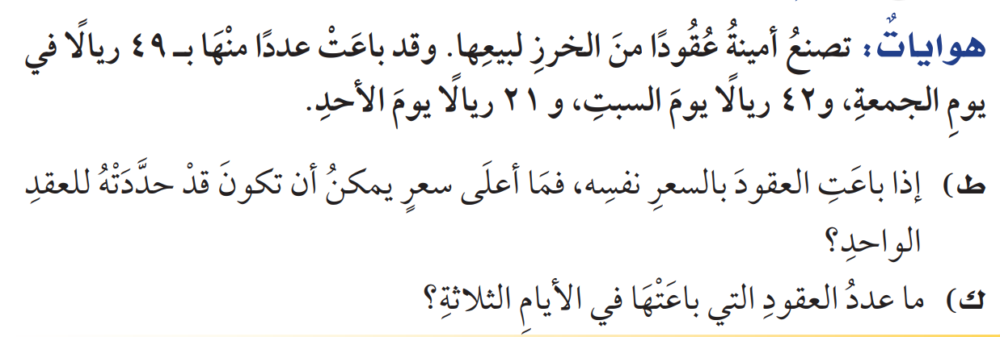 هواياتٌ: تصنعُ أمينةُ عُقُودًا منَ الخرزِ لبيعِها. وقد باعَتْ عددًا منْهَا بـ ٤٩ ريالًا في
يومِ الجمعةِ، و٤٢ ريالًا يومَ السبتِ، و ٢١ ريالًا يومَ الأحدِ.
ط) إذا باعَتِ العقودَ بالسعرِ نفسِه، فمَا أعلَى سعرٍ يمكنُ أن تكونَ قدْ حدَّدَتْهُ للعقدِ
الواحدِ؟
ك) ما عددُ العقودِ التي باعَتْهَا في الأيامِ الثلاثةِ؟